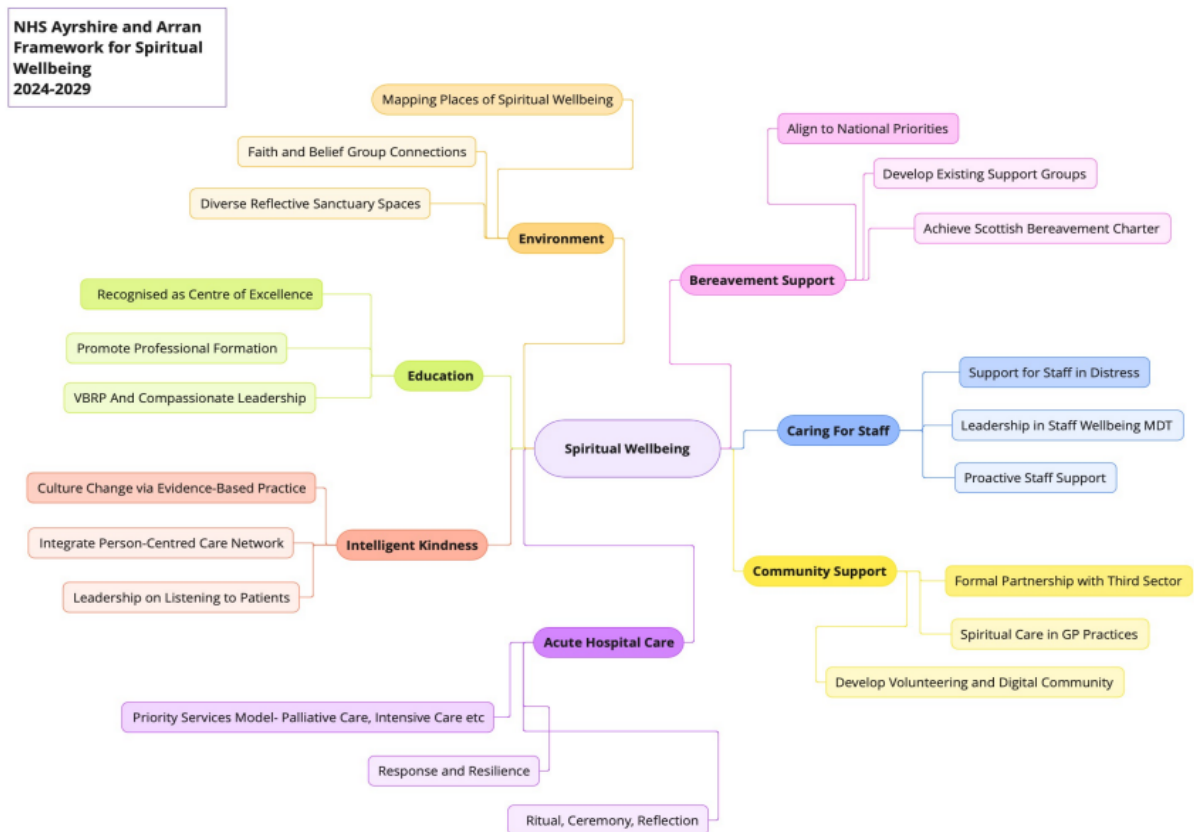 NHS Ayrshire and Arran
Framework for Spiritual
Wellbeing
2024-2029
Mapping Places of Spiritual Wellbeing
Faith and Belief Group Connections
Diverse Reflective Sanctuary Spaces
Environment
Align to National Priorities
Develop Existing Support Groups
Achieve Scottish Bereavement Charter
Bereavement Support
Recognised as Centre of Excellence
Promote Professional Formation
VBRP And Compassionate Leadership
Education
Support for Staff in Distress
Leadership in Staff Wellbeing MDT
Proactive Staff Support
Caring For Staff
Spiritual Wellbeing
Culture Change via Evidence-Based Practice
Integrate Person-Centred Care Network
Leadership on Listening to Patients
Intelligent Kindness
Community Support
Formal Partnership with Third Sector
Spiritual Care in GP Practices
Develop Volunteering and Digital Community
Acute Hospital Care
Priority Services Model- Palliative Care, Intensive Care etc
Response and Resilience
Ritual, Ceremony, Reflection